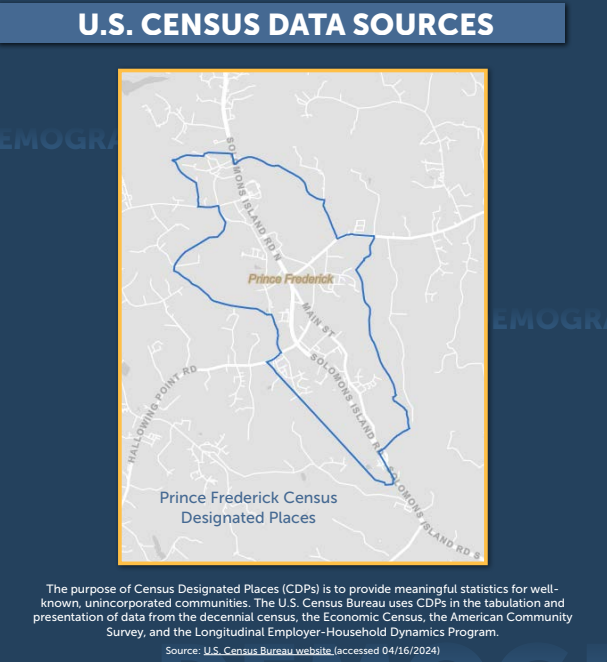 U.S. CENSUS DATA SOURCES
EMOGRA
SOLOMONS ISLAND RD N
Prince Frederick
EMOGRA
MAIN ST
SOLOMONS ISLAND RD
HALLOWING POINT RD
SOLOMONS ISLAND RD S
Prince Frederick Census
Designated Places
The purpose of Census Designated Places (CDPs) is to provide meaningful statistics for well-
known, unincorporated communities. The U.S. Census Bureau uses CDPs in the tabulation and
presentation of data from the decennial census, the Economic Census, the American Community
Survey, and the Longitudinal Employer-Household Dynamics Program.
Source: U.S. Census Bureau website (accessed 04/16/2024)